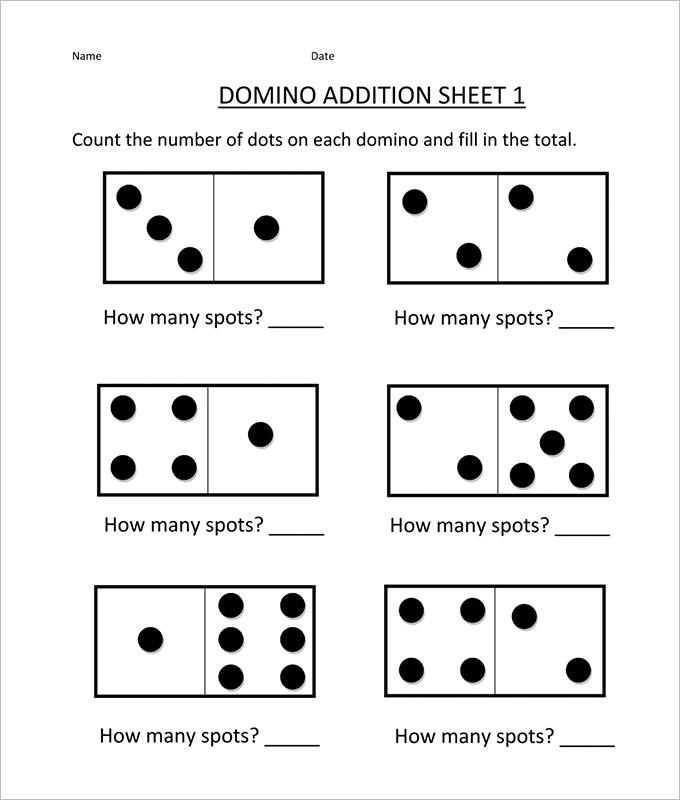 Name Date
DOMINO ADDITION SHEET 1
Count the number of dots on each domino and fill in the total.
How many spots? _____ How many spots? _____
How many spots? _____ How many spots? _____
How many spots? _____ How many spots? _____